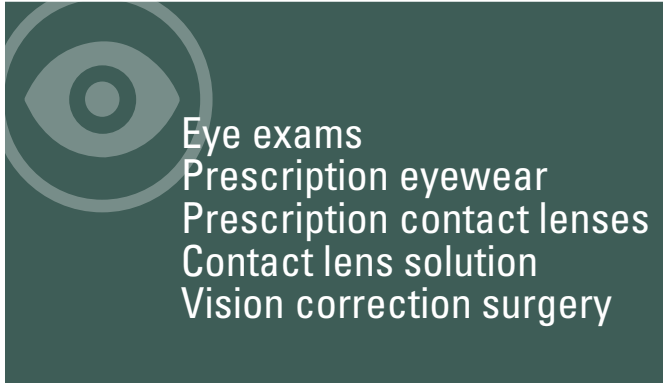 Eye exams
Prescription eyewear
Prescription contact lenses
Contact lens solution
Vision correction surgery